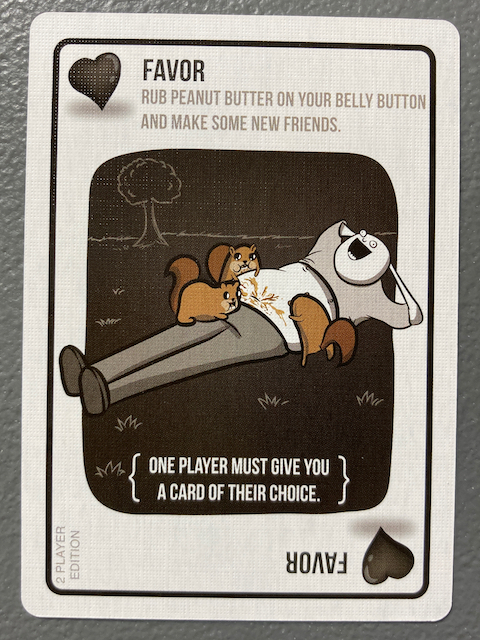 FAVOR
RUB PEANUT BUTTER ON YOUR BELLY BUTTON
AND MAKE SOME NEW FRIENDS.
{ ONE PLAYER MUST GIVE YOU
A CARD OF THEIR CHOICE. }
2 PLAYER
EDITION
FAVOR